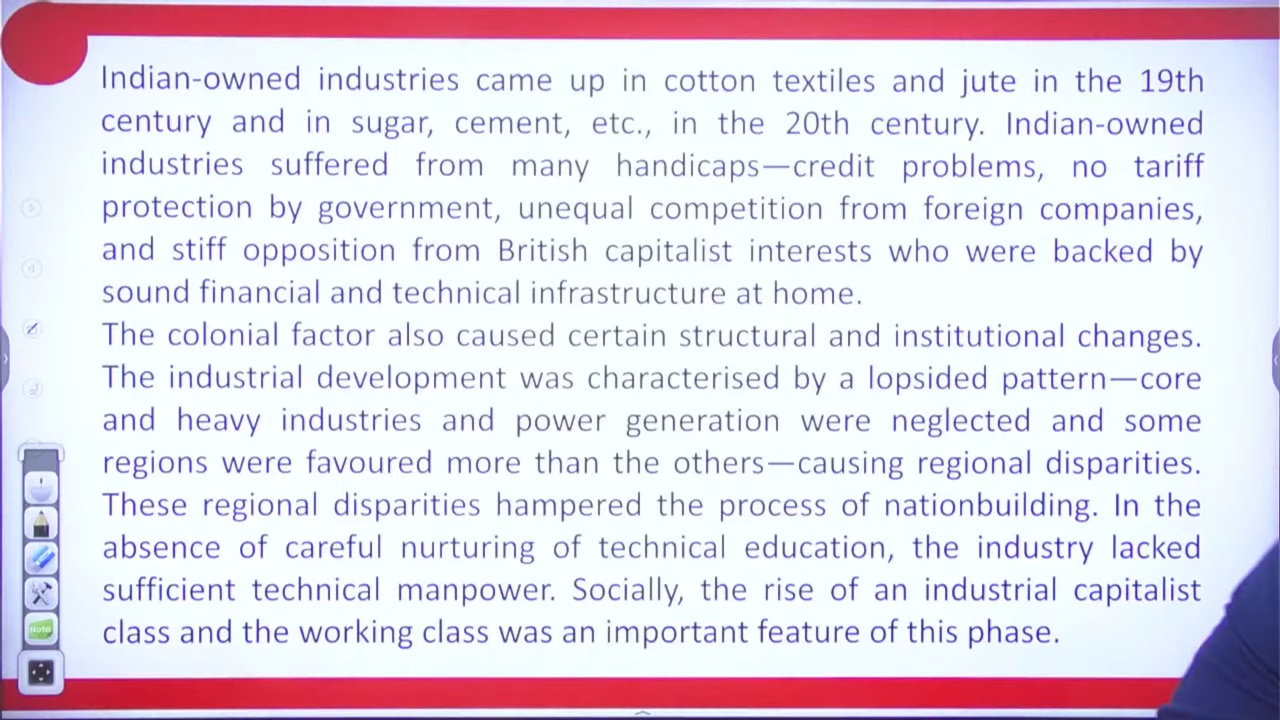 Indian-owned industries came up in cotton textiles and jute in the 19th
century and in sugar, cement, etc., in the 20th century. Indian-owned
industries suffered from many handicaps—credit problems, no tariff
protection by government, unequal competition from foreign companies,
and stiff opposition from British capitalist interests who were backed by
sound financial and technical infrastructure at home.
The colonial factor also caused certain structural and institutional changes.
The industrial development was characterised by a lopsided pattern—core
and heavy industries and power generation were neglected and some
regions were favoured more than the others—causing regional disparities.
These regional disparities hampered the process of nationbuilding. In the
absence of careful nurturing of technical education, the industry lacked
sufficient technical manpower. Socially, the rise of an industrial capitalist
class and the working class was an important feature of this phase.
Note